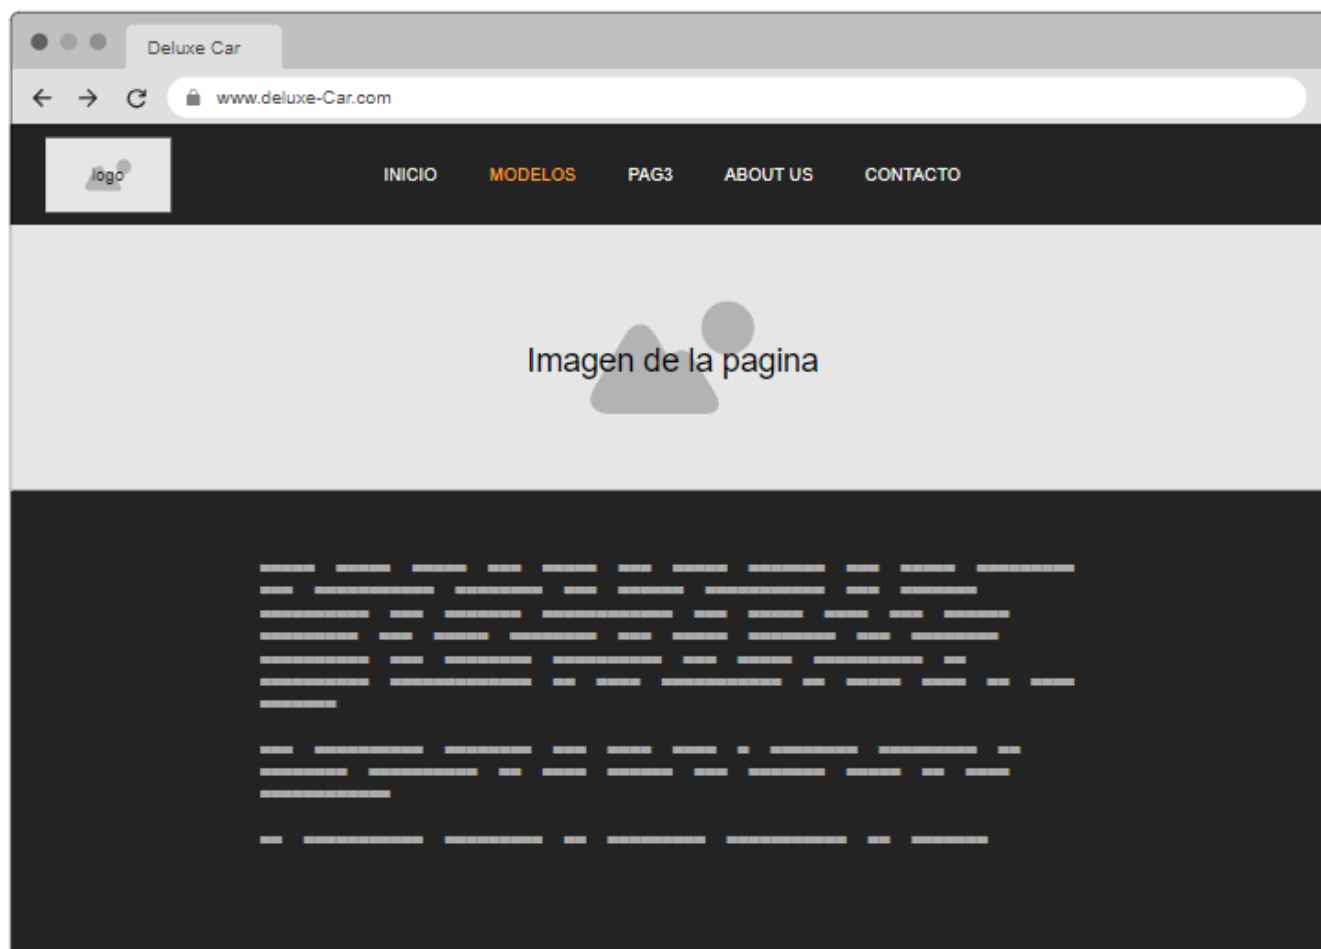 Deluxe Car
www.deluxe-Car.com
logo
INICIO MODELOS PAG3 ABOUT US CONTACTO
Imagen de la pagina